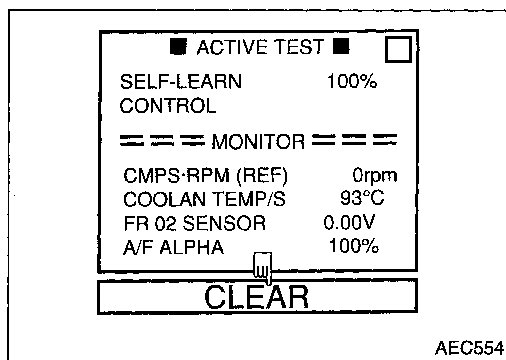 ■ ACTIVE TEST ■
SELF-LEARN 100%
CONTROL
=== MONITOR ===
CMPS·RPM (REF) 0rpm
COOLAN TEMP/S 93°C
FR 02 SENSOR 0.00V
A/F ALPHA 100%
CLEAR
AEC554